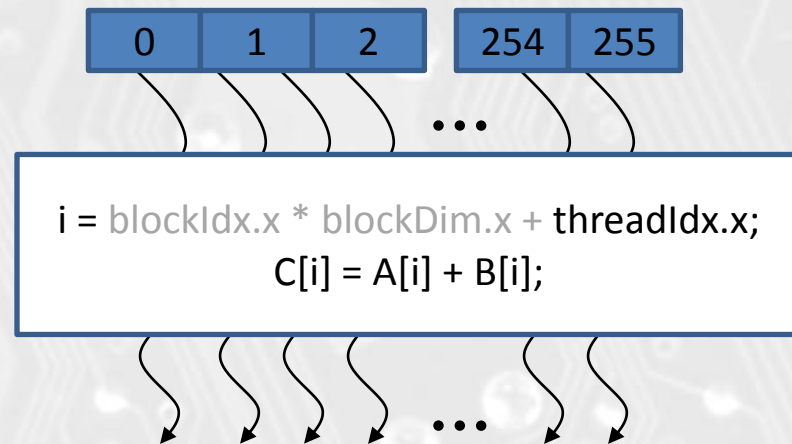 0 1 2 254 255
...
i = blockIdx.x * blockDim.x + threadIdx.x;
C[i] = A[i] + B[i];
...